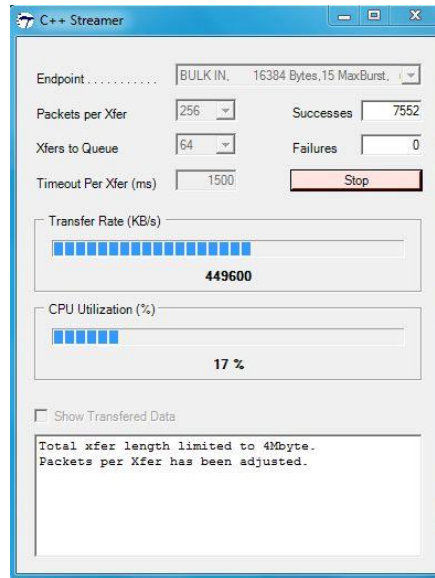 C++ Streamer
Endpoint . . . . . . . . . . . BULK IN, 16384 Bytes,15 MaxBurst,
Packets per Xfer 256 Successes 7552
Xfers to Queue 64 Failures 0
Timeout Per Xfer (ms) 1500 Stop
Transfer Rate (KB/s)
449600
CPU Utilization (%)
17 %
Show Transfered Data
Total xfer length limited to 4Mbyte.
Packets per Xfer has been adjusted.